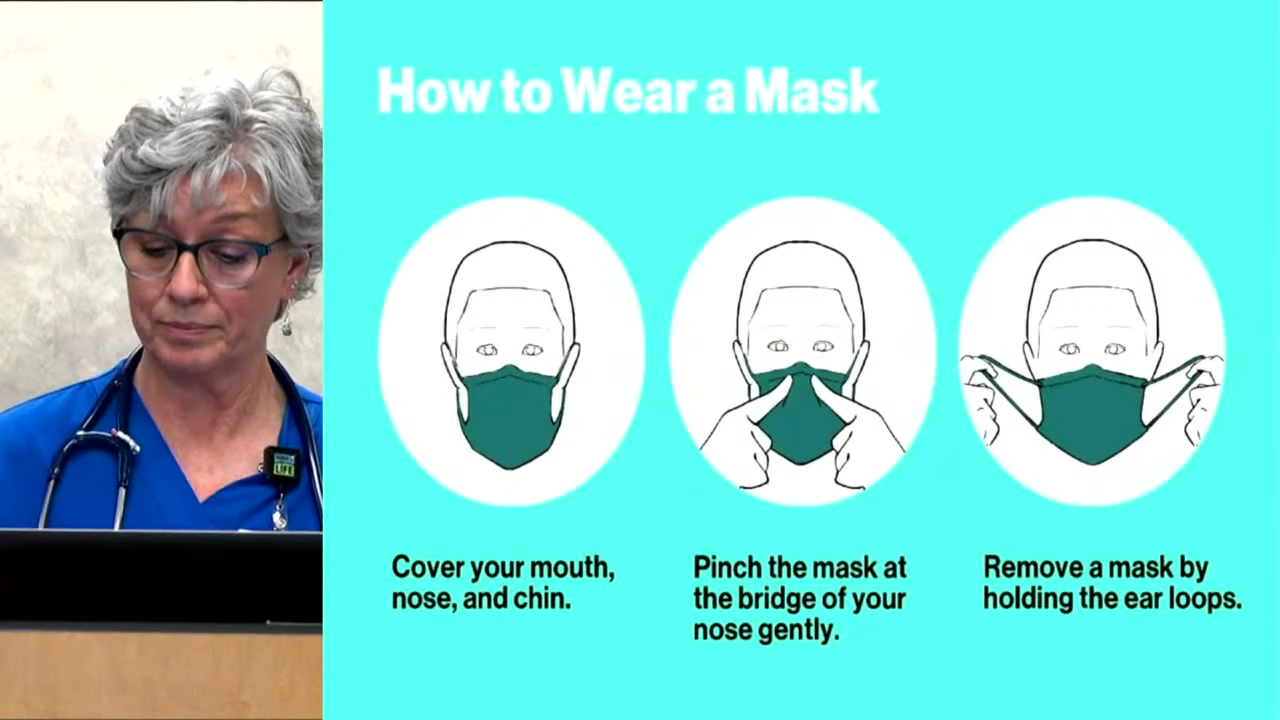 How to Wear a Mask
Cover your mouth,
nose, and chin.
Pinch the mask at
the bridge of your
nose gently.
Remove a mask by
holding the ear loops.
LIFE